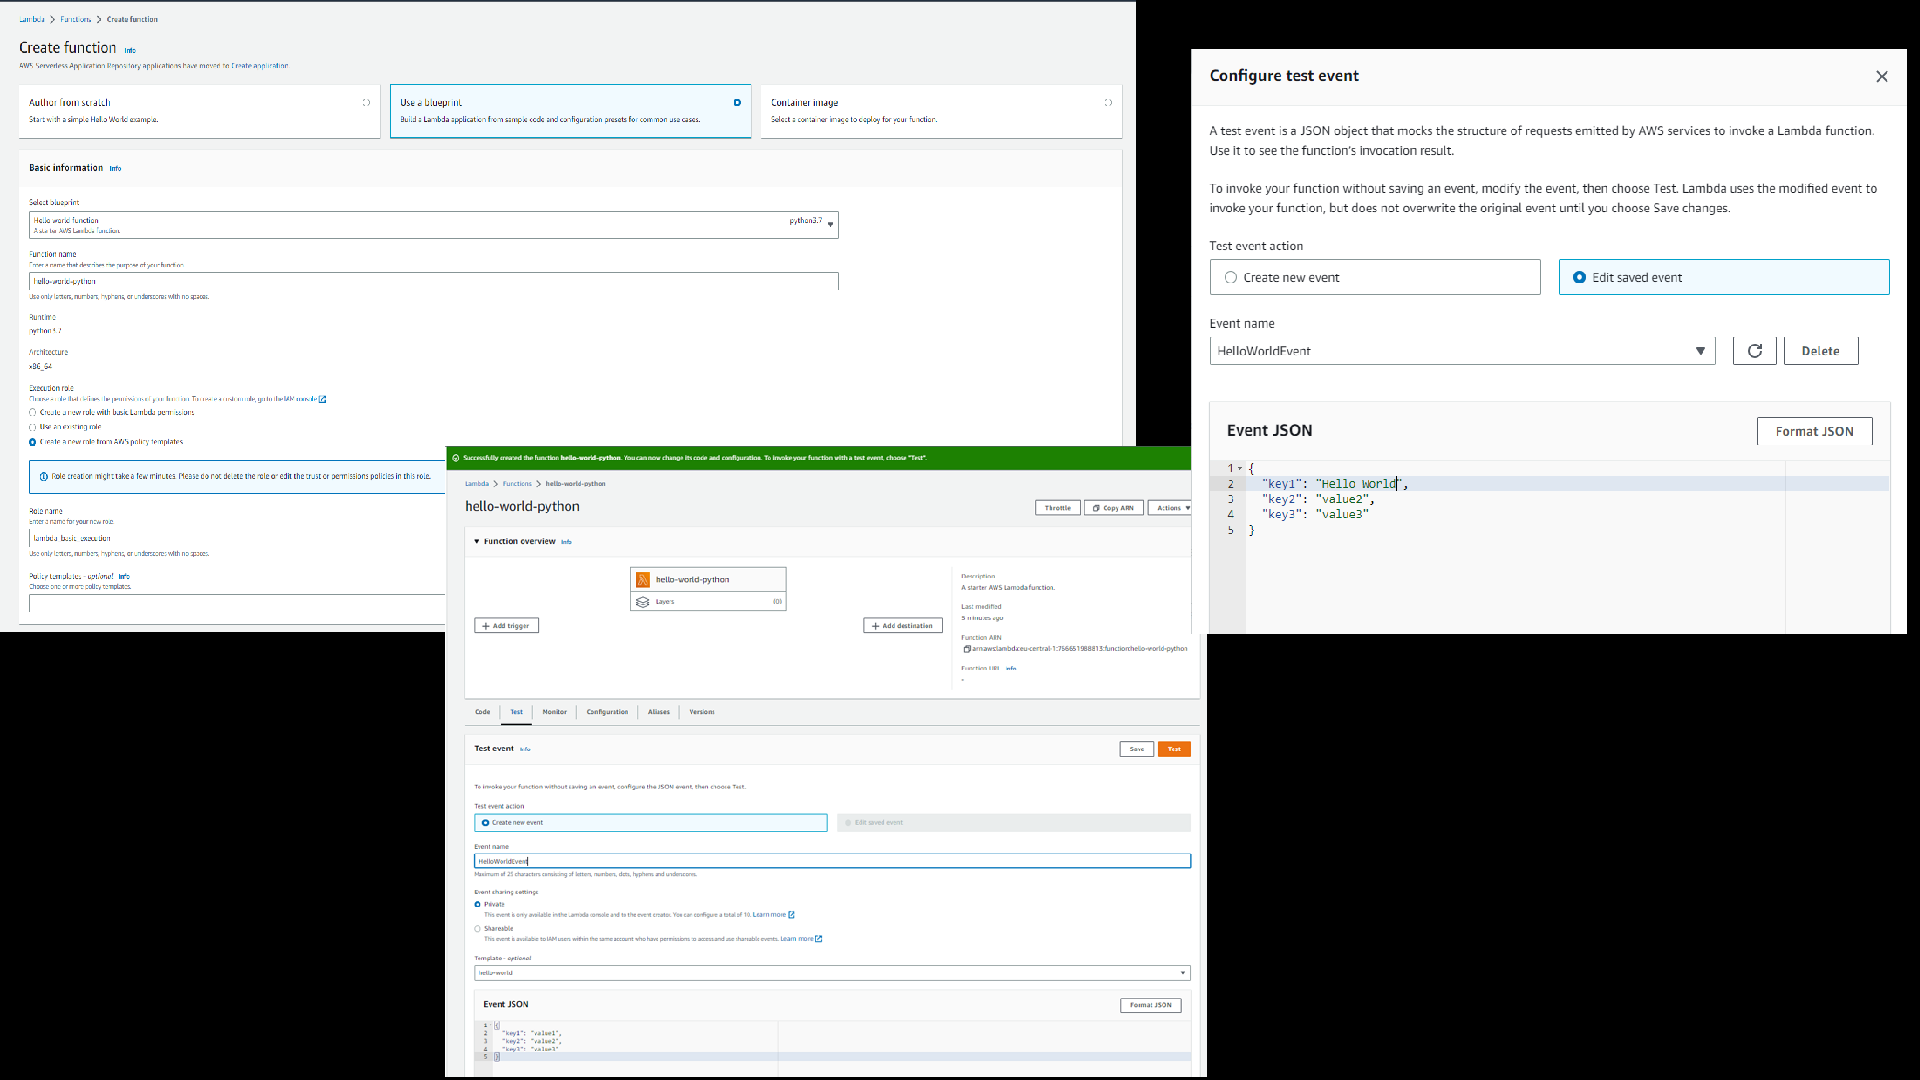 Lambda > Functions > Create function
Create function Info
AWS Serverless Application Repository applications have moved to Create application
Author from scratch
Start with a simple Hello World example.
Use a blueprint
Build a Lambda application from sample code and configuration presets for common use cases.
Container image
Select a container image to deploy for your function.
Basic information Info
Select blueprint
Hello world function
A starter AWS Lambda function.
python3.7
Function name
Enter a name that describes the purpose of your function.
hello-world-python
Use only letters, numbers, hyphens, or underscores with no spaces.
Runtime
python3.7
Architecture
x86_64
Execution role
Choose a role that defines the permissions of your function. To create a custom role, go to the IAM console
Create a new role with basic Lambda permissions
Use an existing role
Create a new role from AWS policy templates
Role creation might take a few minutes. Please do not delete the role or edit the trust or permissions policies in this role.
Role name
Enter a name for your new role.
lambda_basic_execution
Use only letters, numbers, hyphens, or underscores with no spaces.
Policy templates - optional Info
Choose one or more policy templates.
Successfully created the function hello-world-python. You can now change its code and configuration. To invoke your function with a test event, choose "Test".
Lambda > Functions > hello-world-python
hello-world-python
Throttle
Copy ARN
Actions
Function overview Info
hello-world-python
Layers (0)
+ Add trigger
+ Add destination
Description
A starter AWS Lambda function.
Last modified
5 minutes ago
Function ARN
Function URL Info
-
Code
Test
Monitor
Configuration
Aliases
Versions
Test event Info
Save
Test
To invoke your function without saving an event, configure the JSON event, then choose Test.
Test event action
Create new event
Edit saved event
Event name
HelloWorldEvent
Maximum of 25 characters consisting of letters, numbers, dots, hyphens and underscores.
Event sharing settings
Private
This event is only available in the Lambda console and to the event creator. You can configure a total of 10. Learn more
Shareable
This event is available to IAM users within the same account who have permissions to access and use shareable events. Learn more
Template - optional
hello-world
Event JSON
Format JSON
1 {
2 "key1": "value1",
3 "key2": "value2",
4 "key3": "value3"
5 }
Configure test event
A test event is a JSON object that mocks the structure of requests emitted by AWS services to invoke a Lambda function.
Use it to see the function's invocation result.
To invoke your function without saving an event, modify the event, then choose Test. Lambda uses the modified event to
invoke your function, but does not overwrite the original event until you choose Save changes.
Test event action
Create new event
Edit saved event
Event name
HelloWorldEvent
Delete
Event JSON
Format JSON
1 {
2 "key1": "Hello World",
3 "key2": "value2",
4 "key3": "value3"
5 }